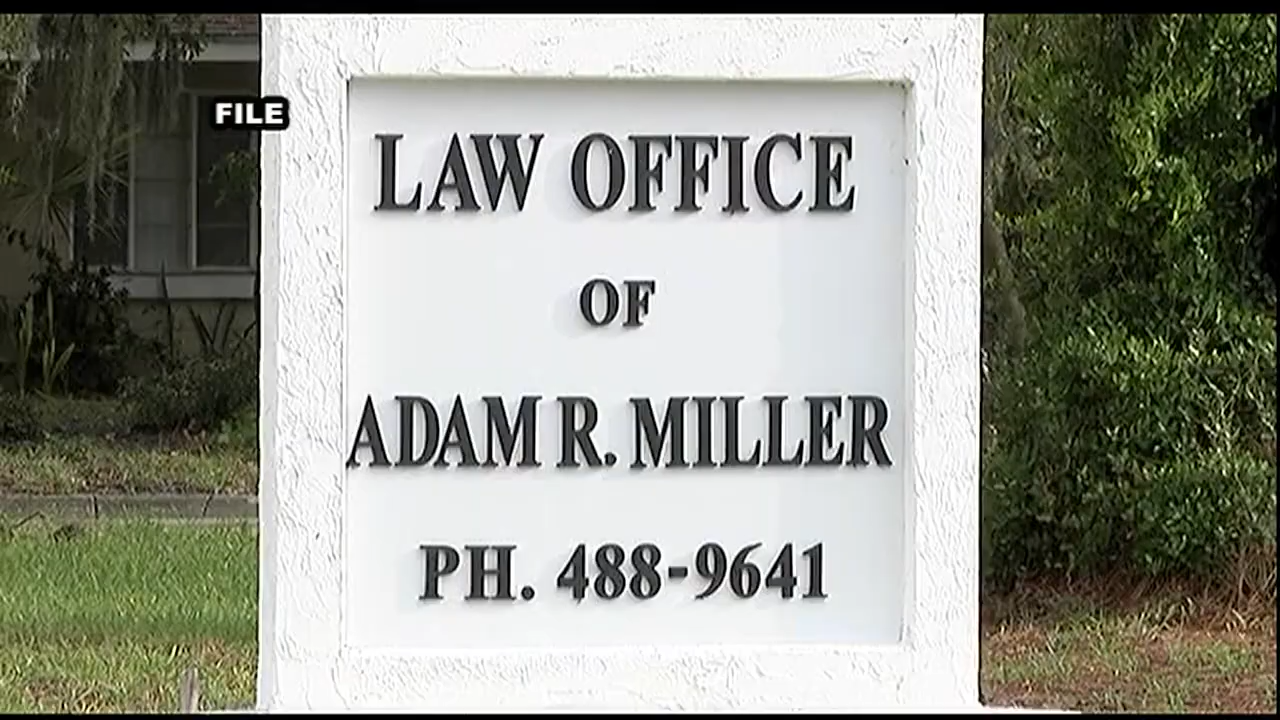 FILE
LAW OFFICE
OF
ADAM R. MILLER
PH. 488-9641